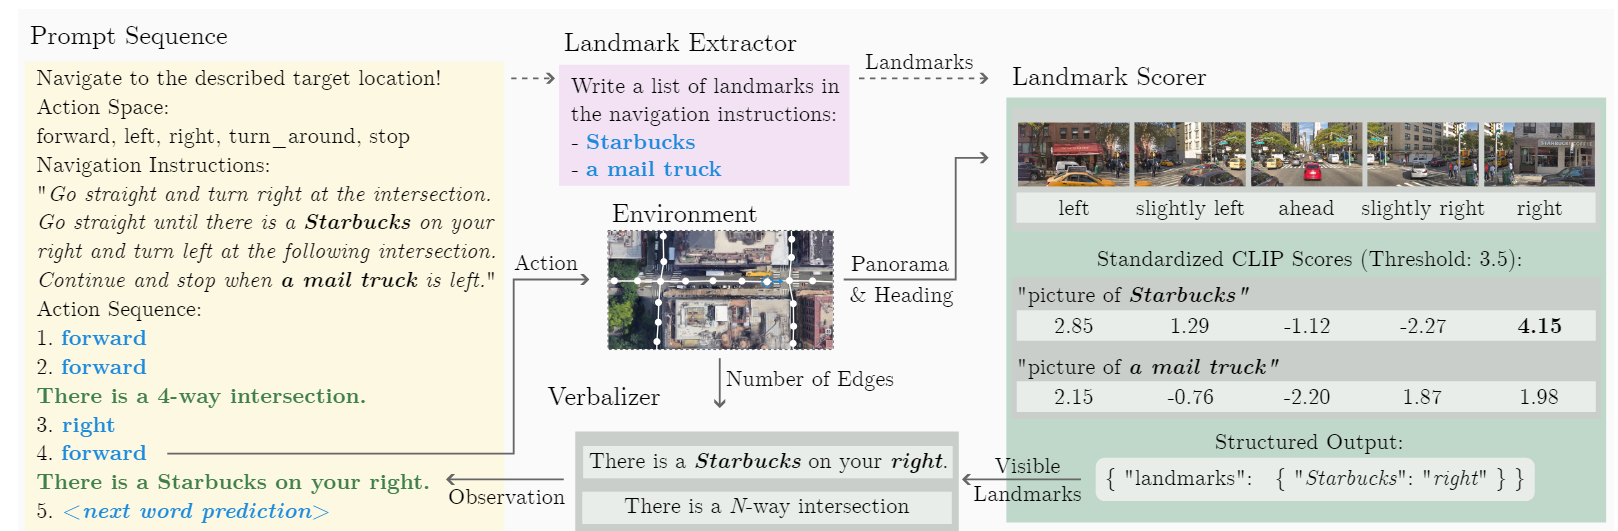 Prompt Sequence
Navigate to the described target location!
Action Space:
forward, left, right, turn_around, stop
Navigation Instructions:
"Go straight and turn right at the intersection.
Go straight until there is a Starbucks on your
right and turn left at the following intersection.
Continue and stop when a mail truck is left."
Action Sequence:
1. forward
2. forward
There is a 4-way intersection.
3. right
4. forward
There is a Starbucks on your right.
5. <next word prediction>
Landmark Extractor
Write a list of landmarks in
the navigation instructions:
- Starbucks
- a mail truck
Landmarks
Environment
Action
Panorama
& Heading
Number of Edges
Verbalizer
There is a Starbucks on your right.
There is a N-way intersection
Observation
Visible
Landmarks
Landmark Scorer
left slightly left ahead slightly right right
Standardized CLIP Scores (Threshold: 3.5):
"picture of Starbucks"
2.85 1.29 -1.12 -2.27 4.15
"picture of a mail truck"
2.15 -0.76 -2.20 1.87 1.98
Structured Output:
{ "landmarks": { "Starbucks": "right" } }